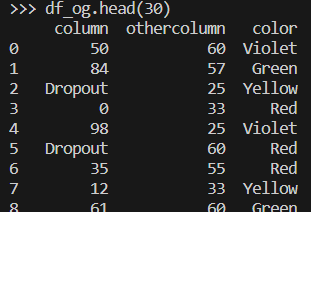 >>> df_og.head(30)
column othercolumn color
0 50 60 Violet
1 84 57 Green
2 Dropout 25 Yellow
3 0 33 Red
4 98 25 Violet
5 Dropout 60 Red
6 35 55 Red
7 12 33 Yellow
8 61 60 Green